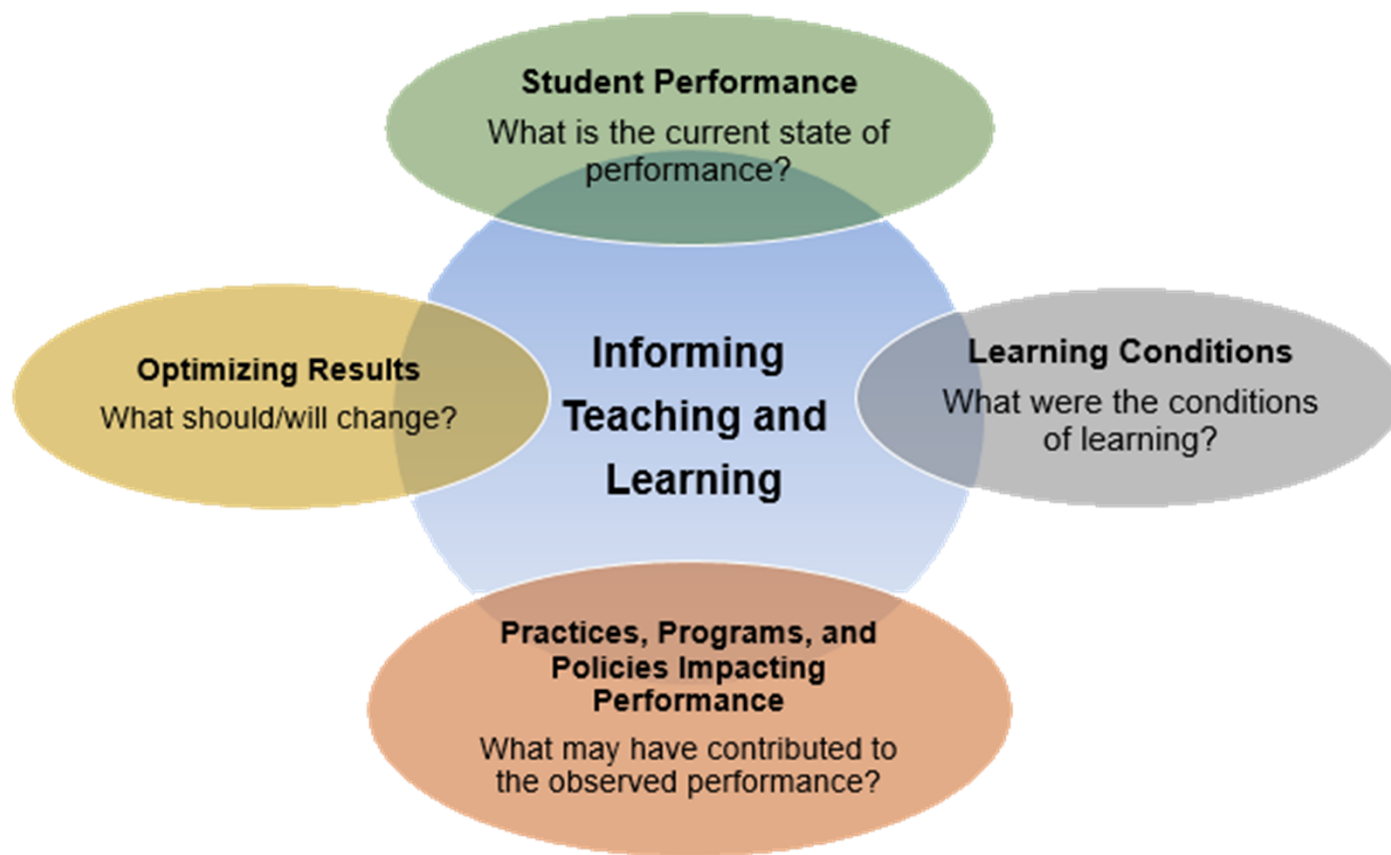 Student Performance
What is the current state of
performance?
Optimizing Results
What should/will change?
Informing
Teaching and
Learning
Learning Conditions
What were the conditions
of learning?
Practices, Programs, and
Policies Impacting
Performance
What may have contributed to
the observed performance?